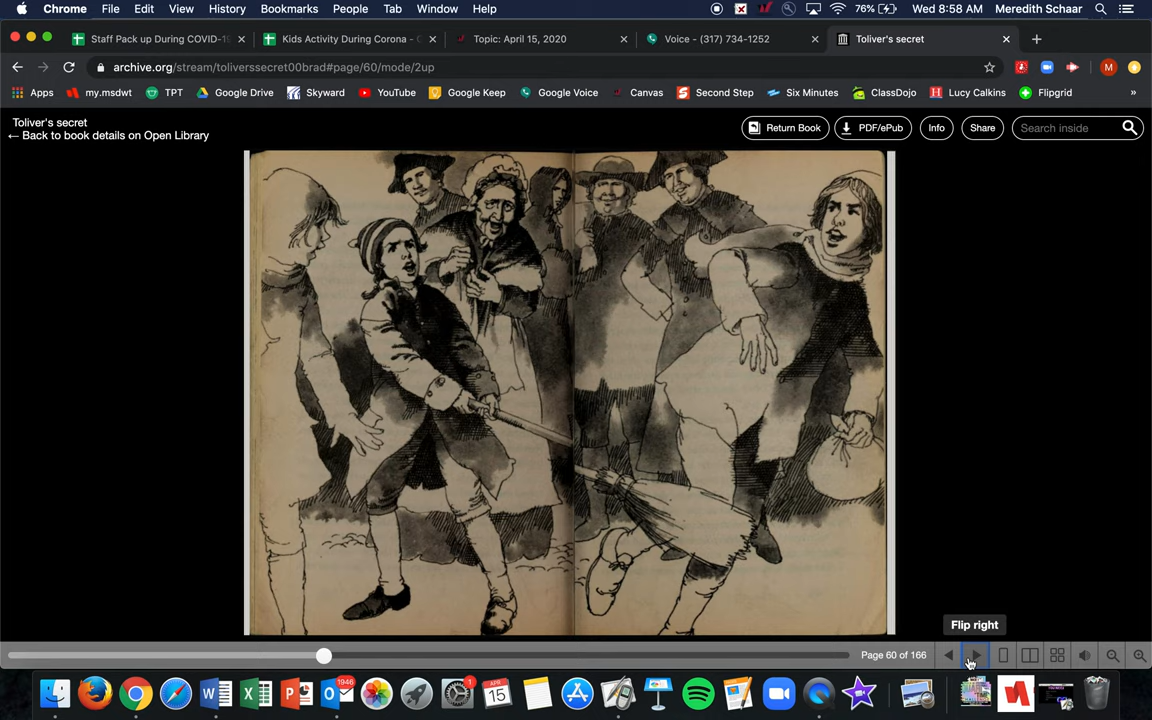 Chrome File Edit View History Bookmarks People Tab Window Help 76% Wed 8:58 AM Meredith Schaar
Staff Pack up During COVID-19 Kids Activity During Corona - G Topic: April 15, 2020 Voice - (317) 734-1252 Toliver's secret
archive.org/stream/toliverssecret00brad#page/60/mode/2up
Apps my.msdwt TPT Google Drive Skyward YouTube Google Keep Google Voice Canvas Second Step Six Minutes ClassDojo Lucy Calkins Flipgrid »
Toliver's secret
← Back to book details on Open Library
Return Book PDF/ePub Info Share Search inside
Flip right
Page 60 of 166
1946
1
APR
15